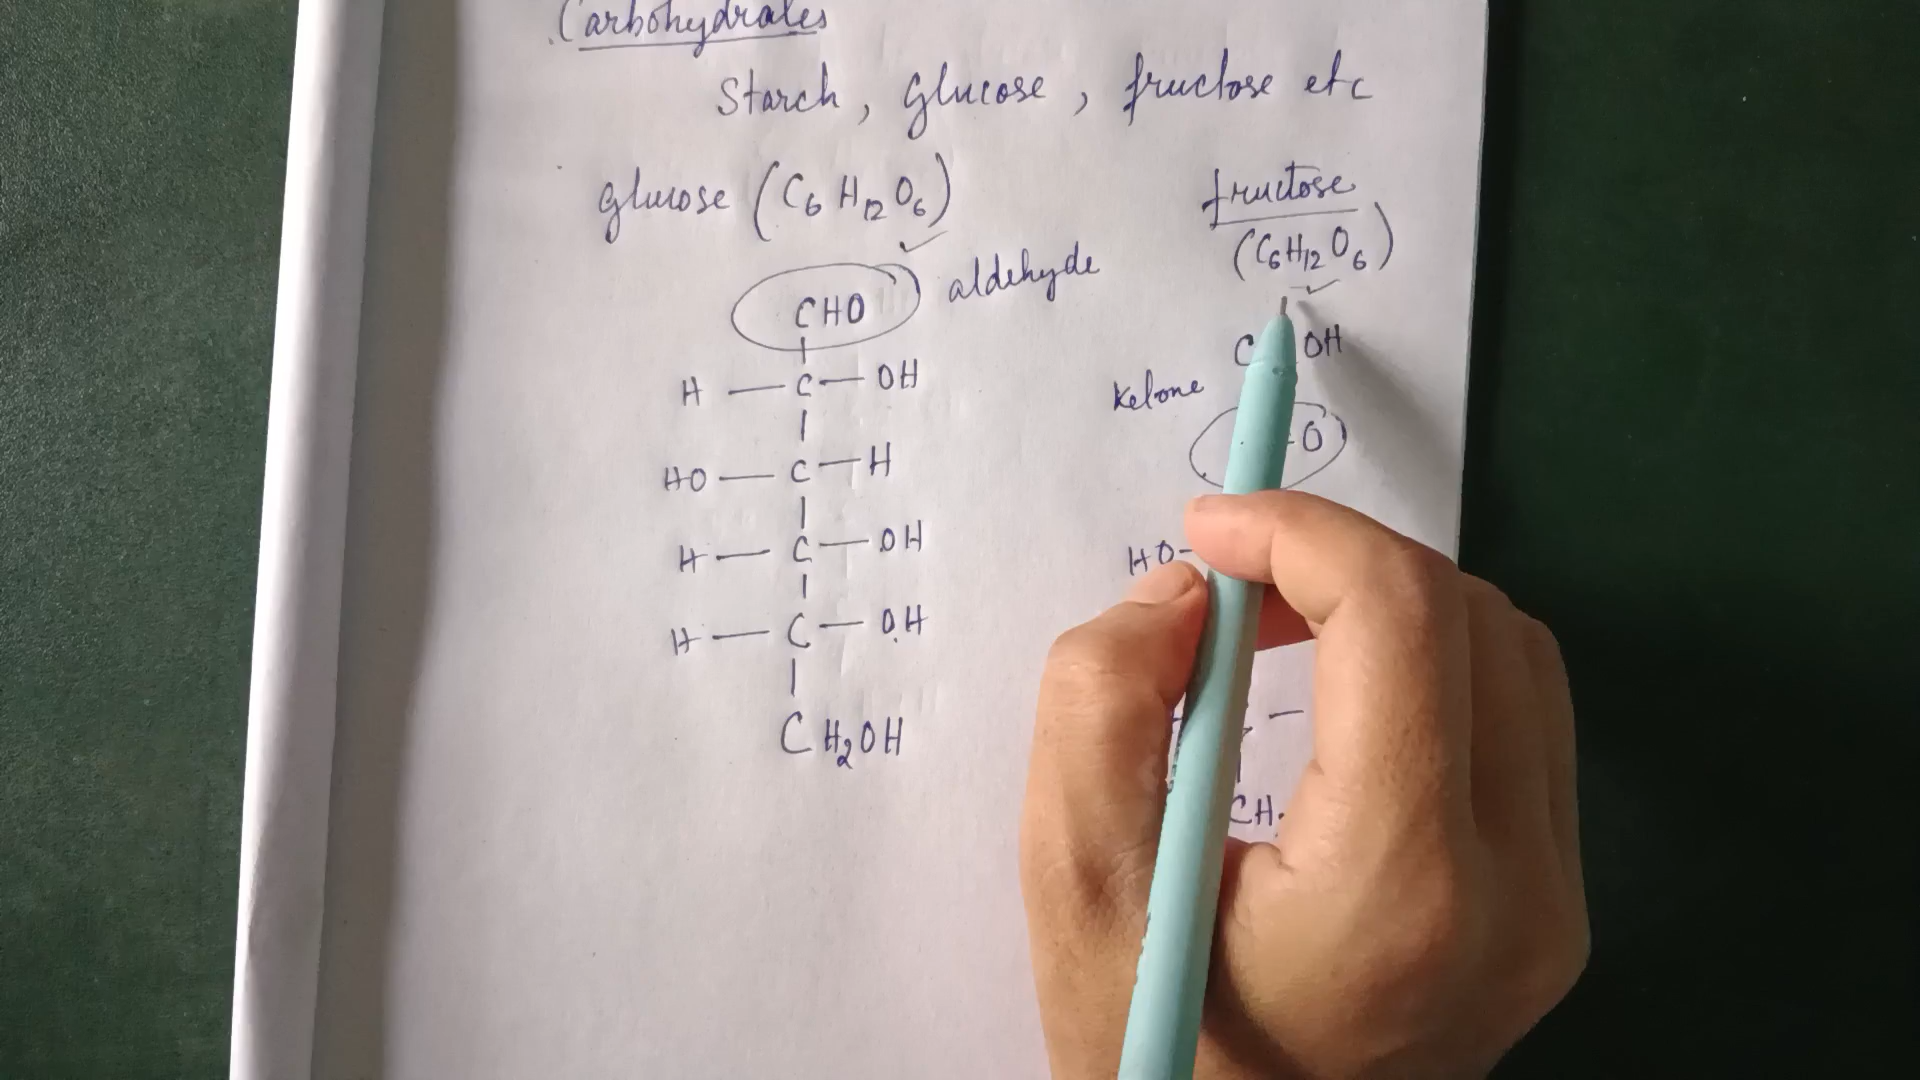 Carbohydrates
Starch, glucose, fructose etc
glucose (C6H12O6)
fructose
(C6H12O6)
CHO
aldehyde
H — C — OH
HO — C — H
H — C — OH
H — C — OH
CH2OH
C OH
Ketone
O
HO-
CH